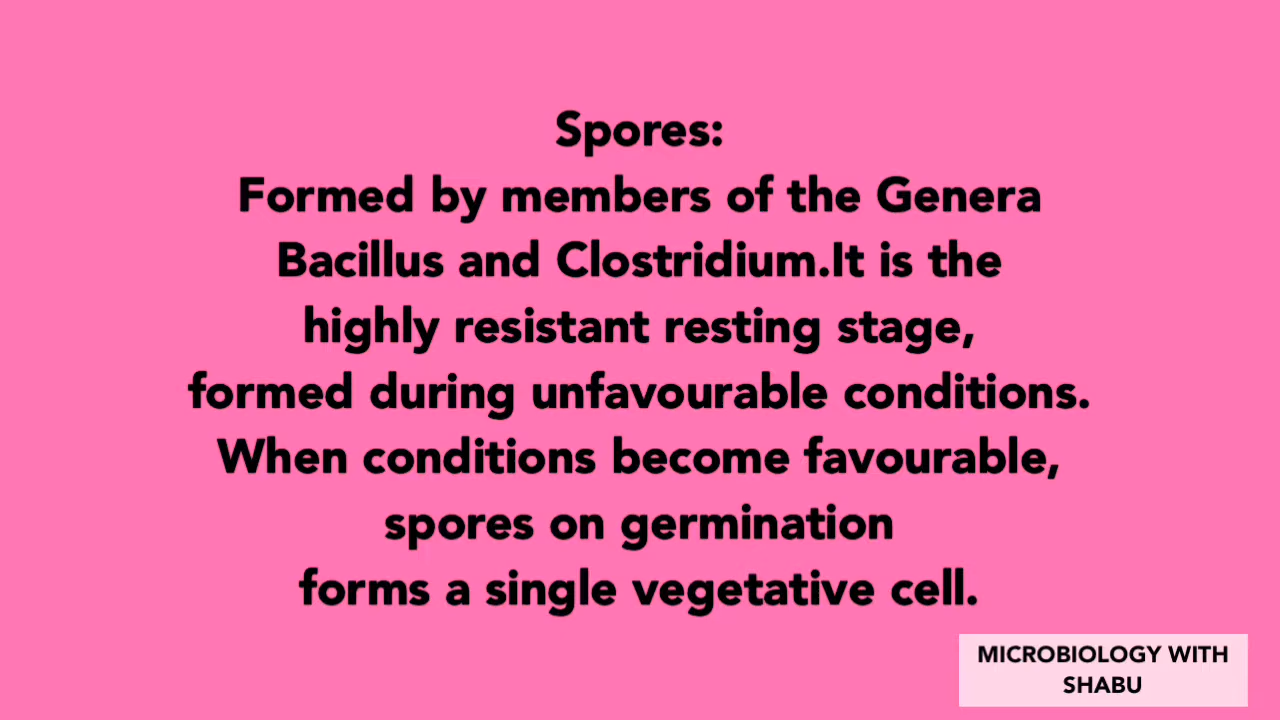 Spores:
Formed by members of the Genera
Bacillus and Clostridium.It is the
highly resistant resting stage,
formed during unfavourable conditions.
When conditions become favourable,
spores on germination
forms a single vegetative cell.
MICROBIOLOGY WITH
SHABU